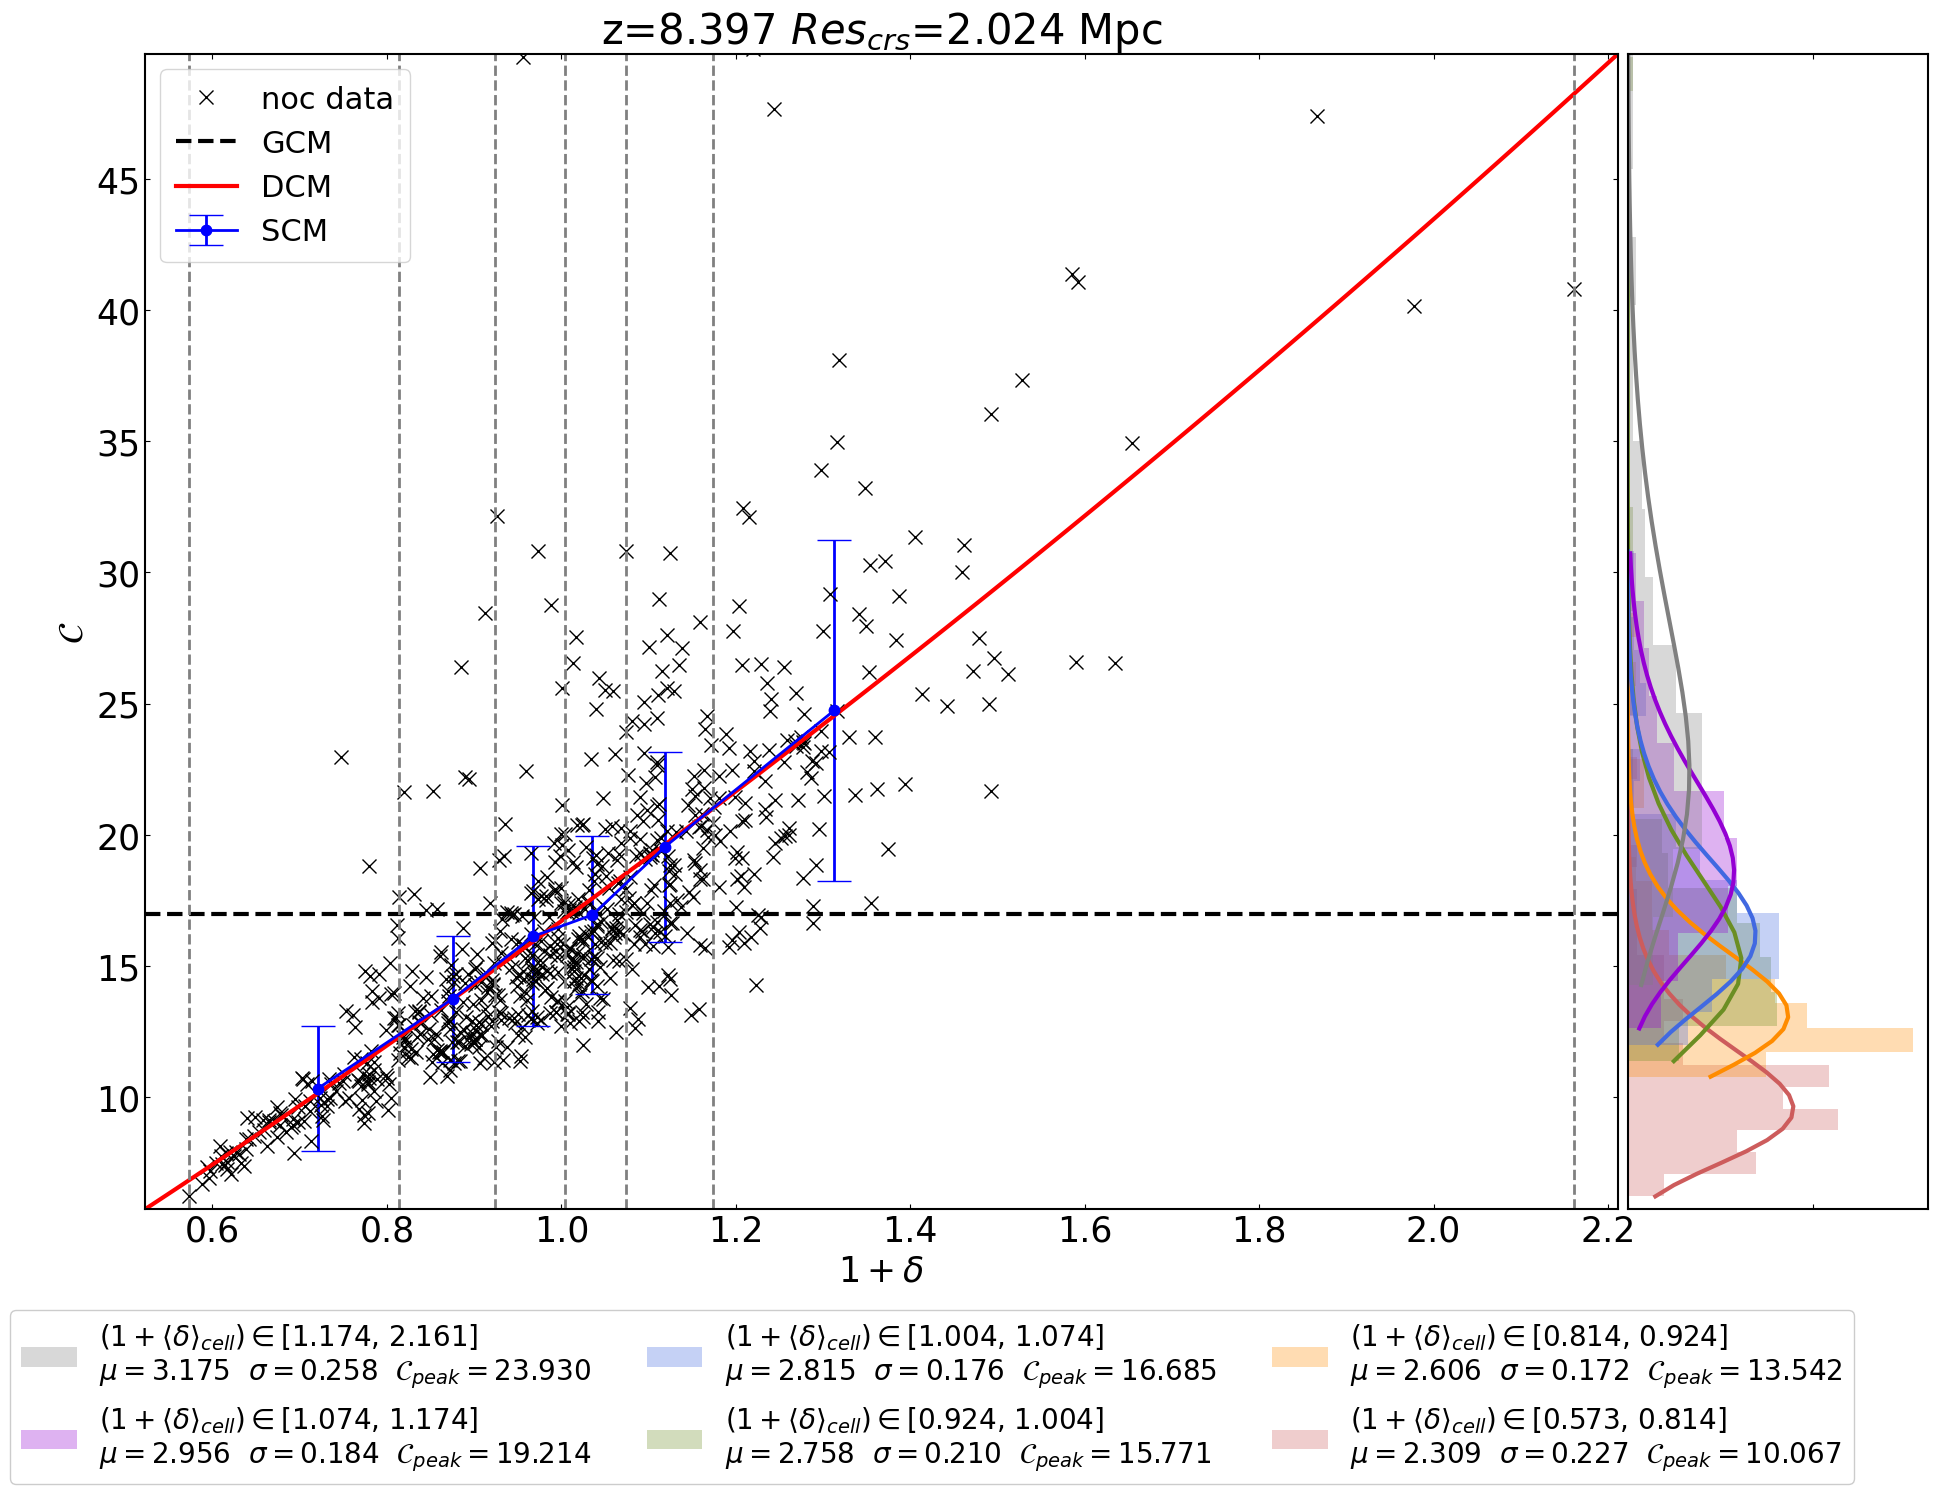 z=8.397 Res_crs=2.024 Mpc
noc data
GCM
DCM
SCM
45
40
35
30
25
20
15
10
𝒞
0.6 0.8 1.0 1.2 1.4 1.6 1.8 2.0 2.2
1 + δ
(1 + ⟨δ⟩_cell) ∈ [1.174, 2.161]
μ = 3.175 σ = 0.258 𝒞_peak = 23.930
(1 + ⟨δ⟩_cell) ∈ [1.074, 1.174]
μ = 2.956 σ = 0.184 𝒞_peak = 19.214
(1 + ⟨δ⟩_cell) ∈ [1.004, 1.074]
μ = 2.815 σ = 0.176 𝒞_peak = 16.685
(1 + ⟨δ⟩_cell) ∈ [0.924, 1.004]
μ = 2.758 σ = 0.210 𝒞_peak = 15.771
(1 + ⟨δ⟩_cell) ∈ [0.814, 0.924]
μ = 2.606 σ = 0.172 𝒞_peak = 13.542
(1 + ⟨δ⟩_cell) ∈ [0.573, 0.814]
μ = 2.309 σ = 0.227 𝒞_peak = 10.067